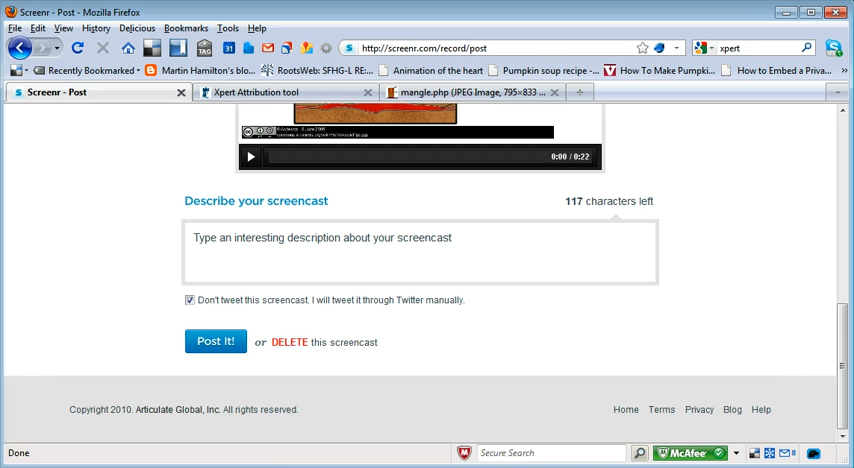 Screenr - Post - Mozilla Firefox
File Edit View History Delicious Bookmarks Tools Help
TAG 31 S http://screenr.com/record/post xpert
Recently Bookmarked Martin Hamilton's blo... RootsWeb: SFHG-L RE:... Animation of the heart Pumpkin soup recipe -... How To Make Pumpki... How to Embed a Priva... »
Screenr - Post Xpert Attribution tool mangle.php (JPEG Image, 795×833 ...
0:00 / 0:22
Describe your screencast 117 characters left
Type an interesting description about your screencast
Don't tweet this screencast. I will tweet it through Twitter manually.
Post It! or DELETE this screencast
Copyright 2010. Articulate Global, Inc. All rights reserved. Home Terms Privacy Blog Help
Done Secure Search McAfee 8